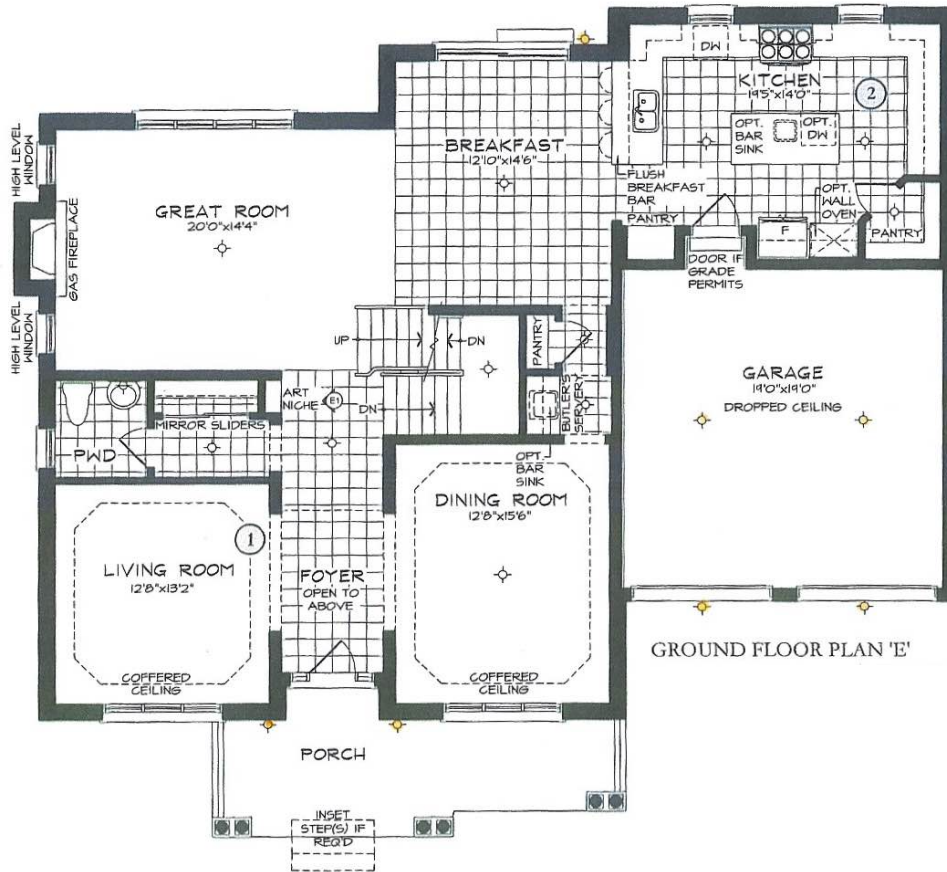 DW
KITCHEN
19'5"x14'0"
2
OPT.
BAR
SINK
OPT.
DW
BREAKFAST
12'10"x14'6"
FLUSH
BREAKFAST
BAR
PANTRY
OPT.
WALL
OVEN
F
PANTRY
DOOR IF
GRADE
PERMITS
HIGH LEVEL
WINDOW
GREAT ROOM
20'0"x14'4"
GAS FIREPLACE
HIGH LEVEL
WINDOW
UP
DN
PANTRY
GARAGE
19'0"x19'0"
DROPPED CEILING
ART
NICHE
E1
DN
BUTLER'S
SERVERY
MIRROR SLIDERS
PWD
OPT.
BAR
SINK
DINING ROOM
12'8"x15'6"
1
LIVING ROOM
12'8"x13'2"
FOYER
OPEN TO
ABOVE
COFFERED
CEILING
COFFERED
CEILING
GROUND FLOOR PLAN 'E'
PORCH
INSET
STEP(S) IF
REQ'D